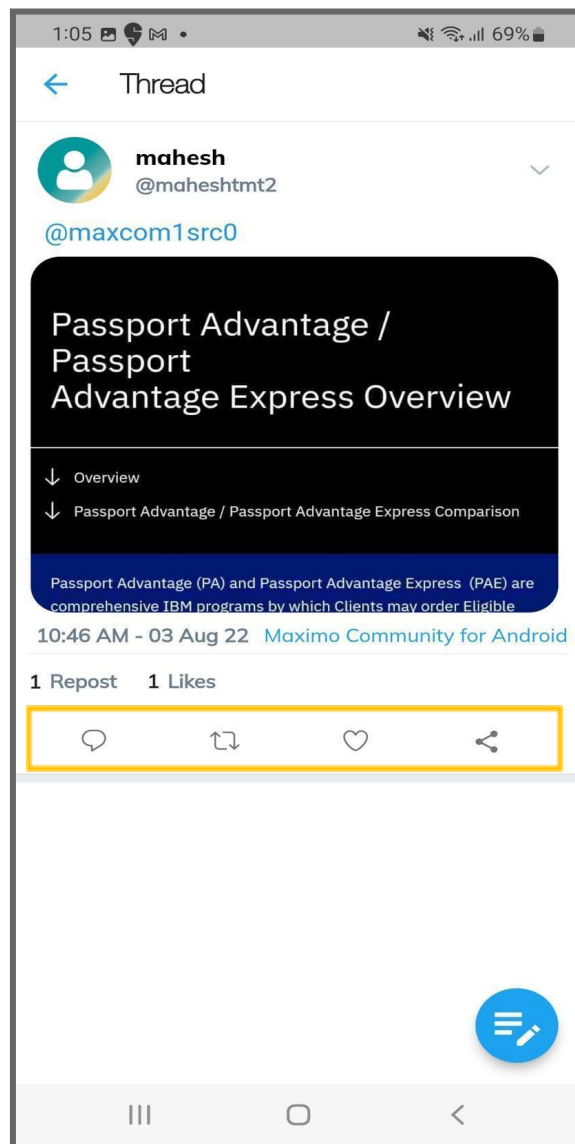 1:05 69%
Thread
mahesh
@maheshtmt2
@maxcom1src0
Passport Advantage /
Passport
Advantage Express Overview
Overview
Passport Advantage / Passport Advantage Express Comparison
Passport Advantage (PA) and Passport Advantage Express (PAE) are
comprehensive IBM programs by which Clients may order Eligible
10:46 AM - 03 Aug 22 Maximo Community for Android
1 Repost 1 Likes